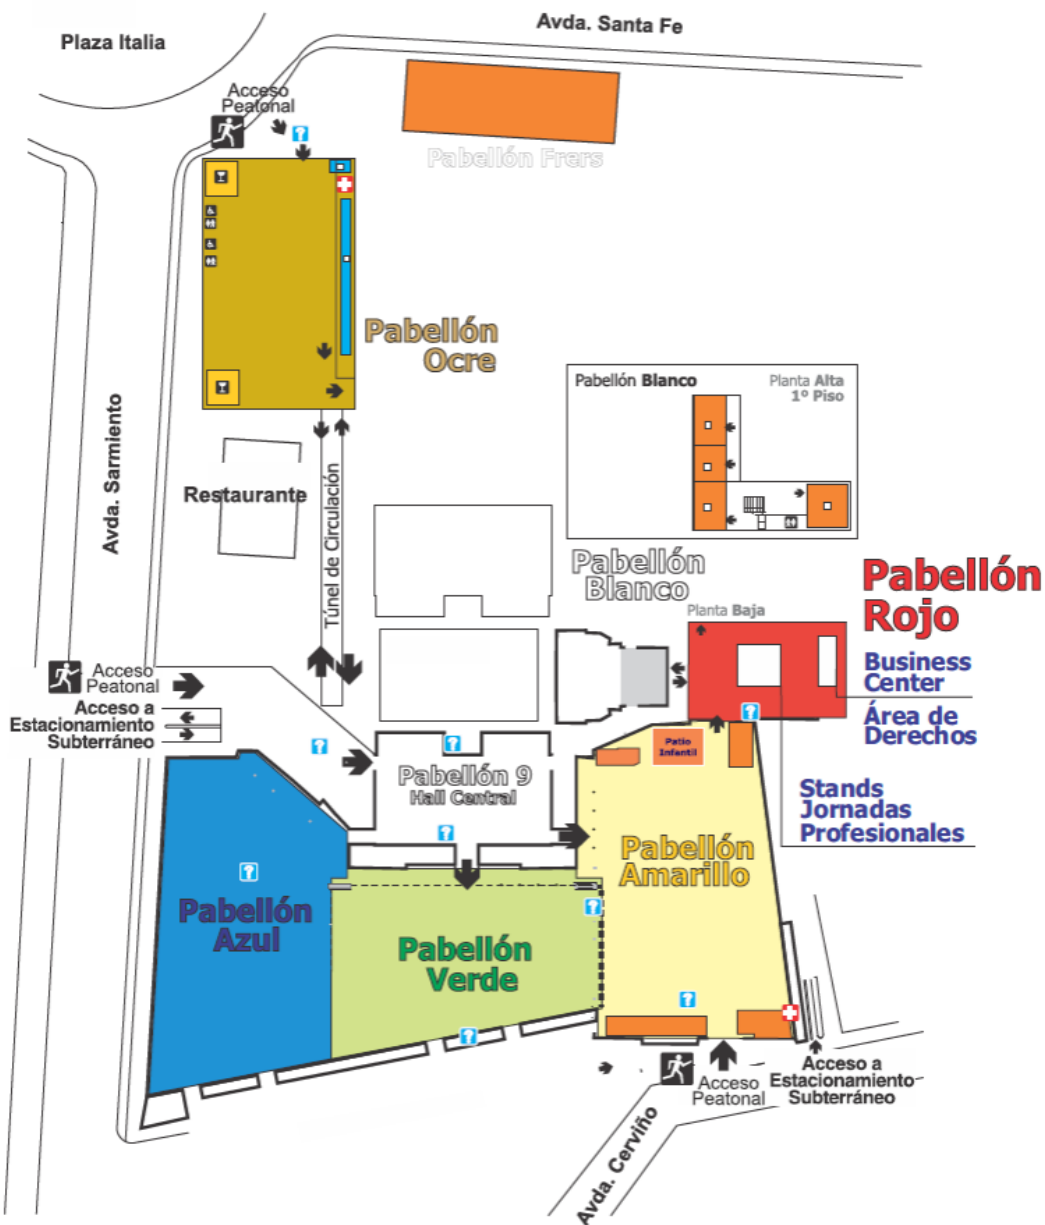 Avda. Santa Fe
Plaza Italia
Acceso
Peatonal
Pabellón Frers
Pabellón
Ocre
Pabellón Blanco
Planta Alta
1º Piso
Avda. Sarmiento
Restaurante
Túnel de Circulación
Pabellón
Blanco
Pabellón
Rojo
Planta Baja
Business
Center
Área de
Derechos
Acceso
Peatonal
Acceso a
Estacionamiento
Subterráneo
Patio
Infantil
Pabellón 9
Hall Central
Stands
Jornadas
Profesionales
Pabellón
Amarillo
Pabellón
Azul
Pabellón
Verde
Acceso
Peatonal
Acceso a
Estacionamiento
Subterráneo
Avda. Cerviño